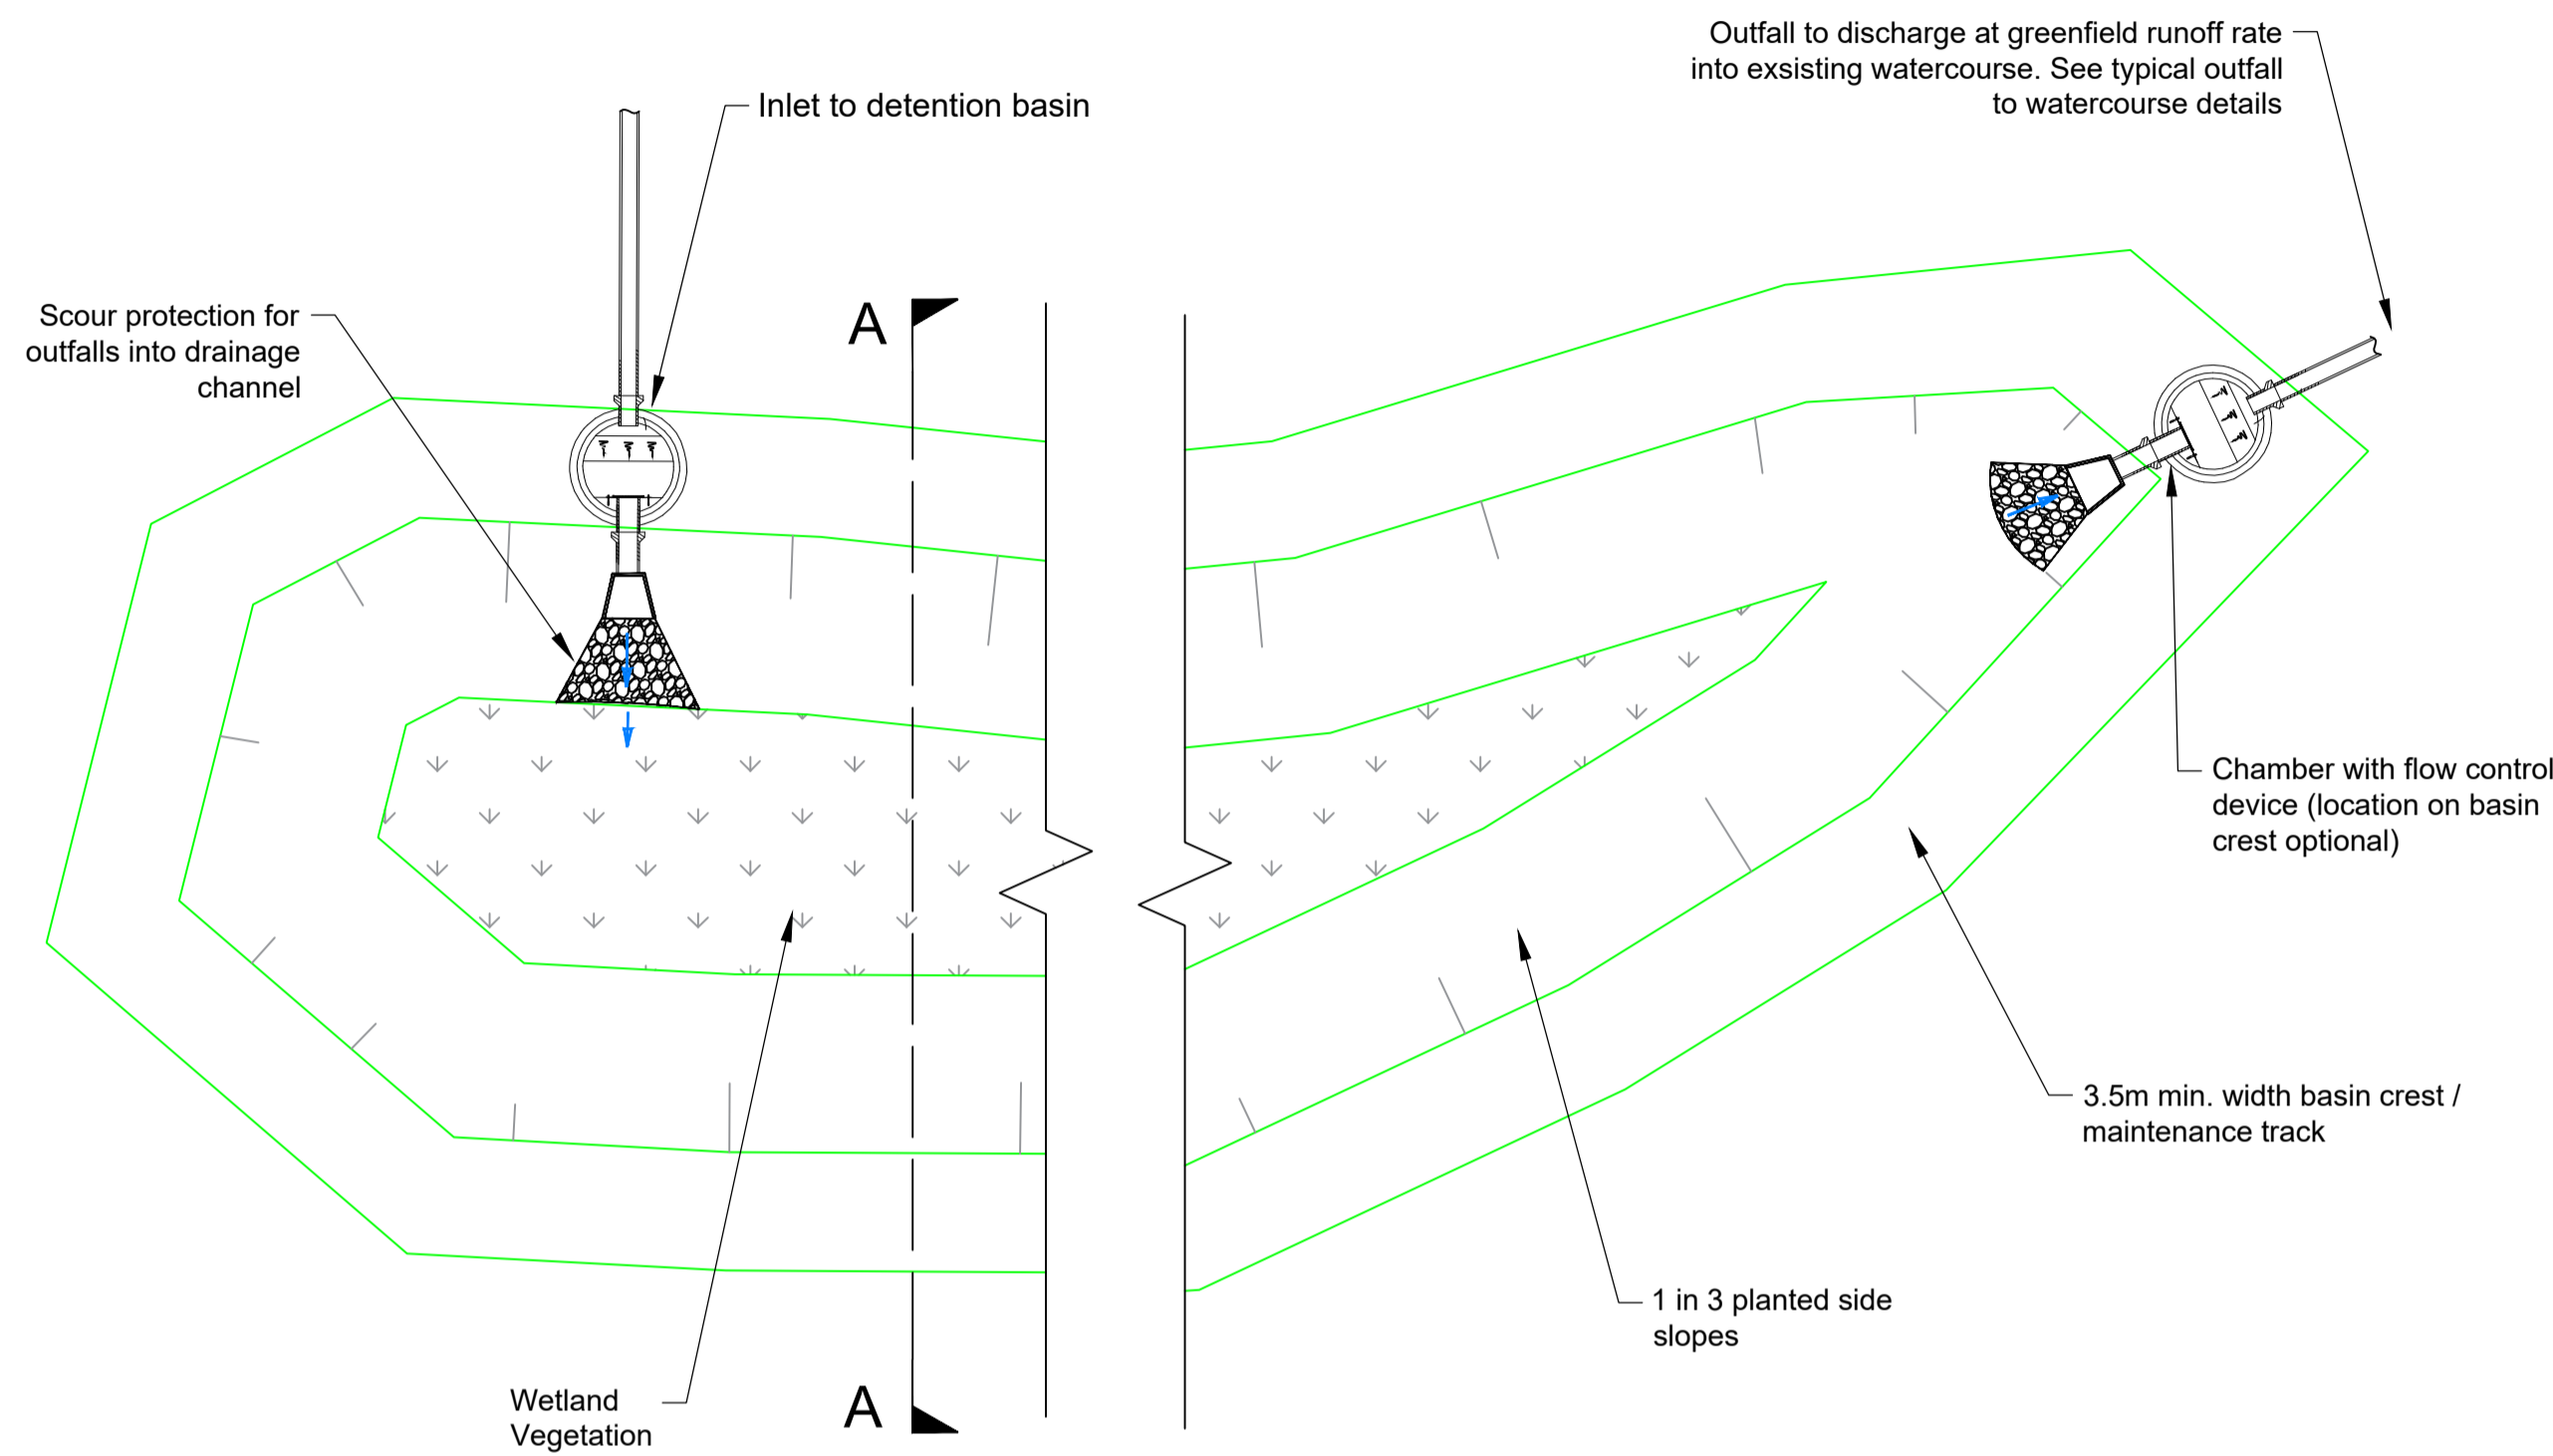 Outfall to discharge at greenfield runoff rate
into exsisting watercourse. See typical outfall
to watercourse details
Inlet to detention basin
Scour protection for
outfalls into drainage
channel
A
Chamber with flow control
device (location on basin
crest optional)
3.5m min. width basin crest /
maintenance track
1 in 3 planted side
slopes
Wetland
Vegetation
A